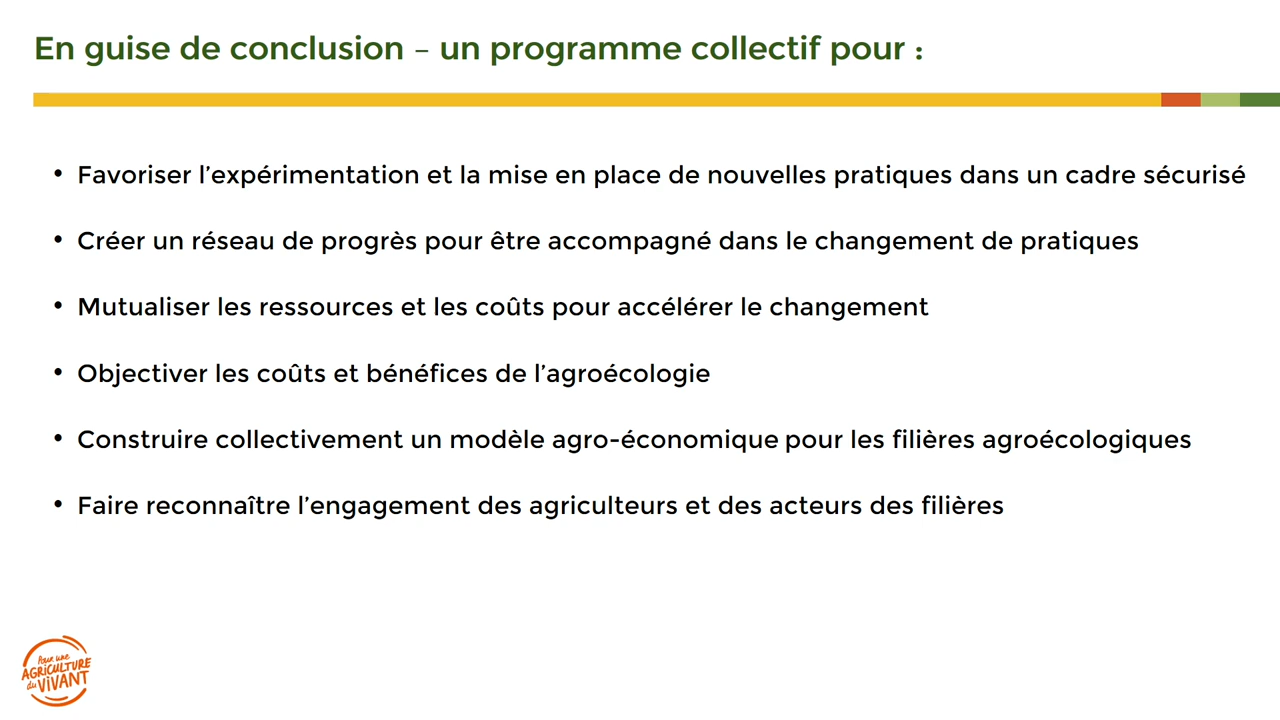 En guise de conclusion – un programme collectif pour :
• Favoriser l’expérimentation et la mise en place de nouvelles pratiques dans un cadre sécurisé
• Créer un réseau de progrès pour être accompagné dans le changement de pratiques
• Mutualiser les ressources et les coûts pour accélérer le changement
• Objectiver les coûts et bénéfices de l’agroécologie
• Construire collectivement un modèle agro-économique pour les filières agroécologiques
• Faire reconnaître l’engagement des agriculteurs et des acteurs des filières
Pour une
AGRICULTURE
du VIVANT